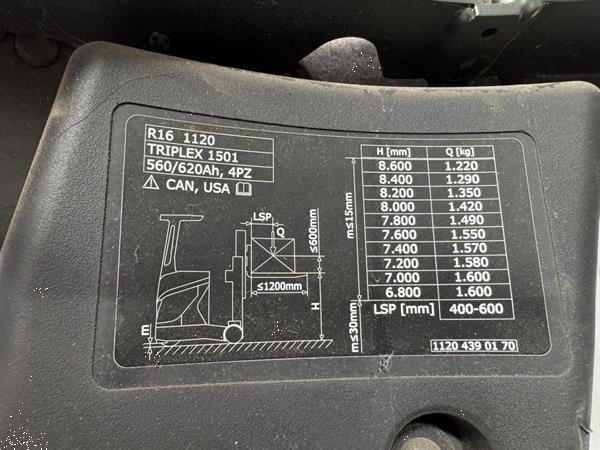 R16 1120
TRIPLEX 1501
560/620Ah, 4PZ
CAN, USA
LSP
Q
≤600mm
≤1200mm
H
m
m≤15mm
m≤30mm
H [mm] Q [kg]
8.600 1.220
8.400 1.290
8.200 1.350
8.000 1.420
7.800 1.490
7.600 1.550
7.400 1.570
7.200 1.580
7.000 1.600
6.800 1.600
LSP [mm] 400-600
1120 439 01 70